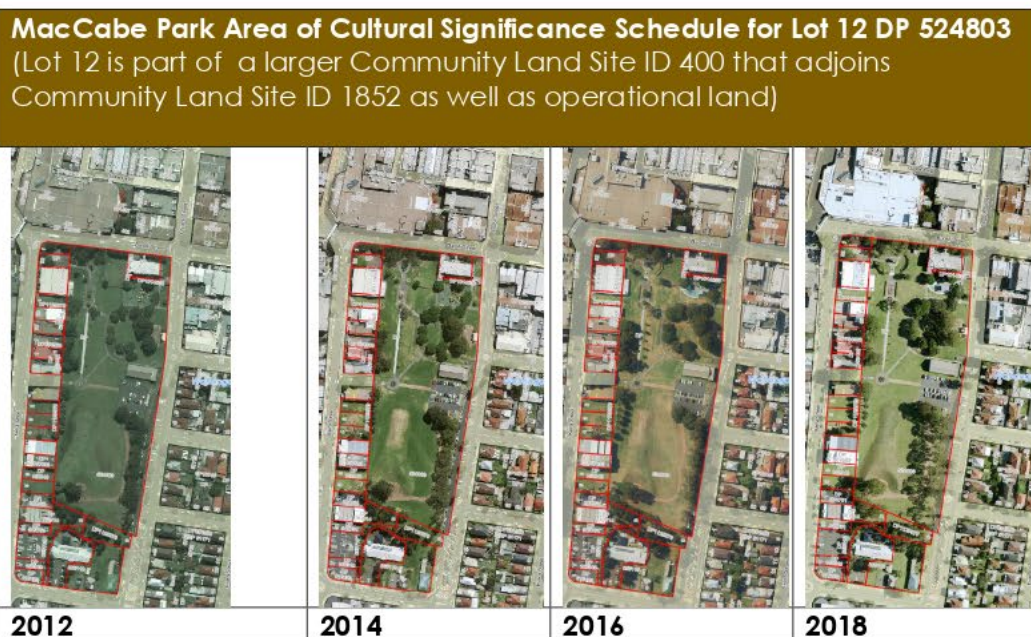 MacCabe Park Area of Cultural Significance Schedule for Lot 12 DP 524803
(Lot 12 is part of a larger Community Land Site ID 400 that adjoins
Community Land Site ID 1852 as well as operational land)
2012
2014
2016
2018